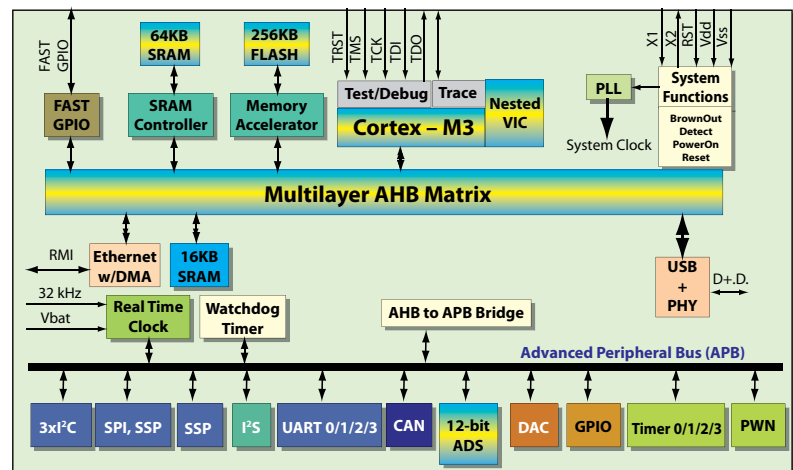 FAST
GPIO
64KB
SRAM
256KB
FLASH
TRST
TMS
TCK
TDI
TDO
X1
X2
RST
Vdd
Vss
FAST
GPIO
SRAM
Controller
Memory
Accelerator
Test/Debug
Trace
Cortex – M3
Nested
VIC
PLL
System Clock
System
Functions
BrownOut
Detect
PowerOn
Reset
Multilayer AHB Matrix
RMI
Ethernet
w/DMA
16KB
SRAM
USB
+
PHY
D+.D.
32 kHz
Vbat
Real Time
Clock
Watchdog
Timer
AHB to APB Bridge
Advanced Peripheral Bus (APB)
3xI²C
SPI, SSP
SSP
I²S
UART 0/1/2/3
CAN
12-bit
ADS
DAC
GPIO
Timer 0/1/2/3
PWN